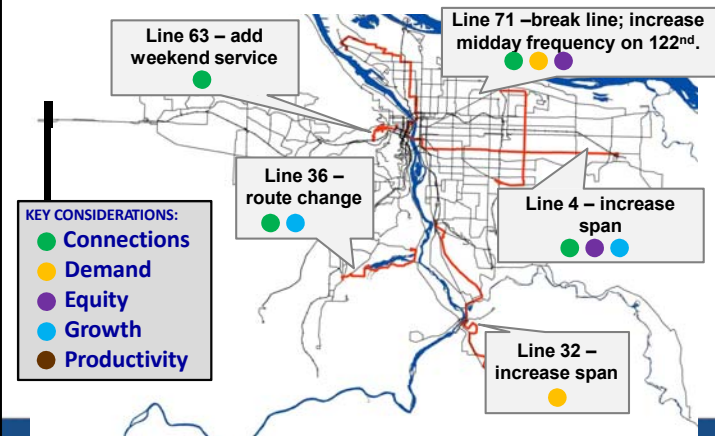 Line 63 – add
weekend service
Line 71 –break line; increase
midday frequency on 122nd.
Line 36 –
route change
Line 4 – increase
span
KEY CONSIDERATIONS:
Connections
Demand
Equity
Growth
Productivity
Line 32 –
increase span